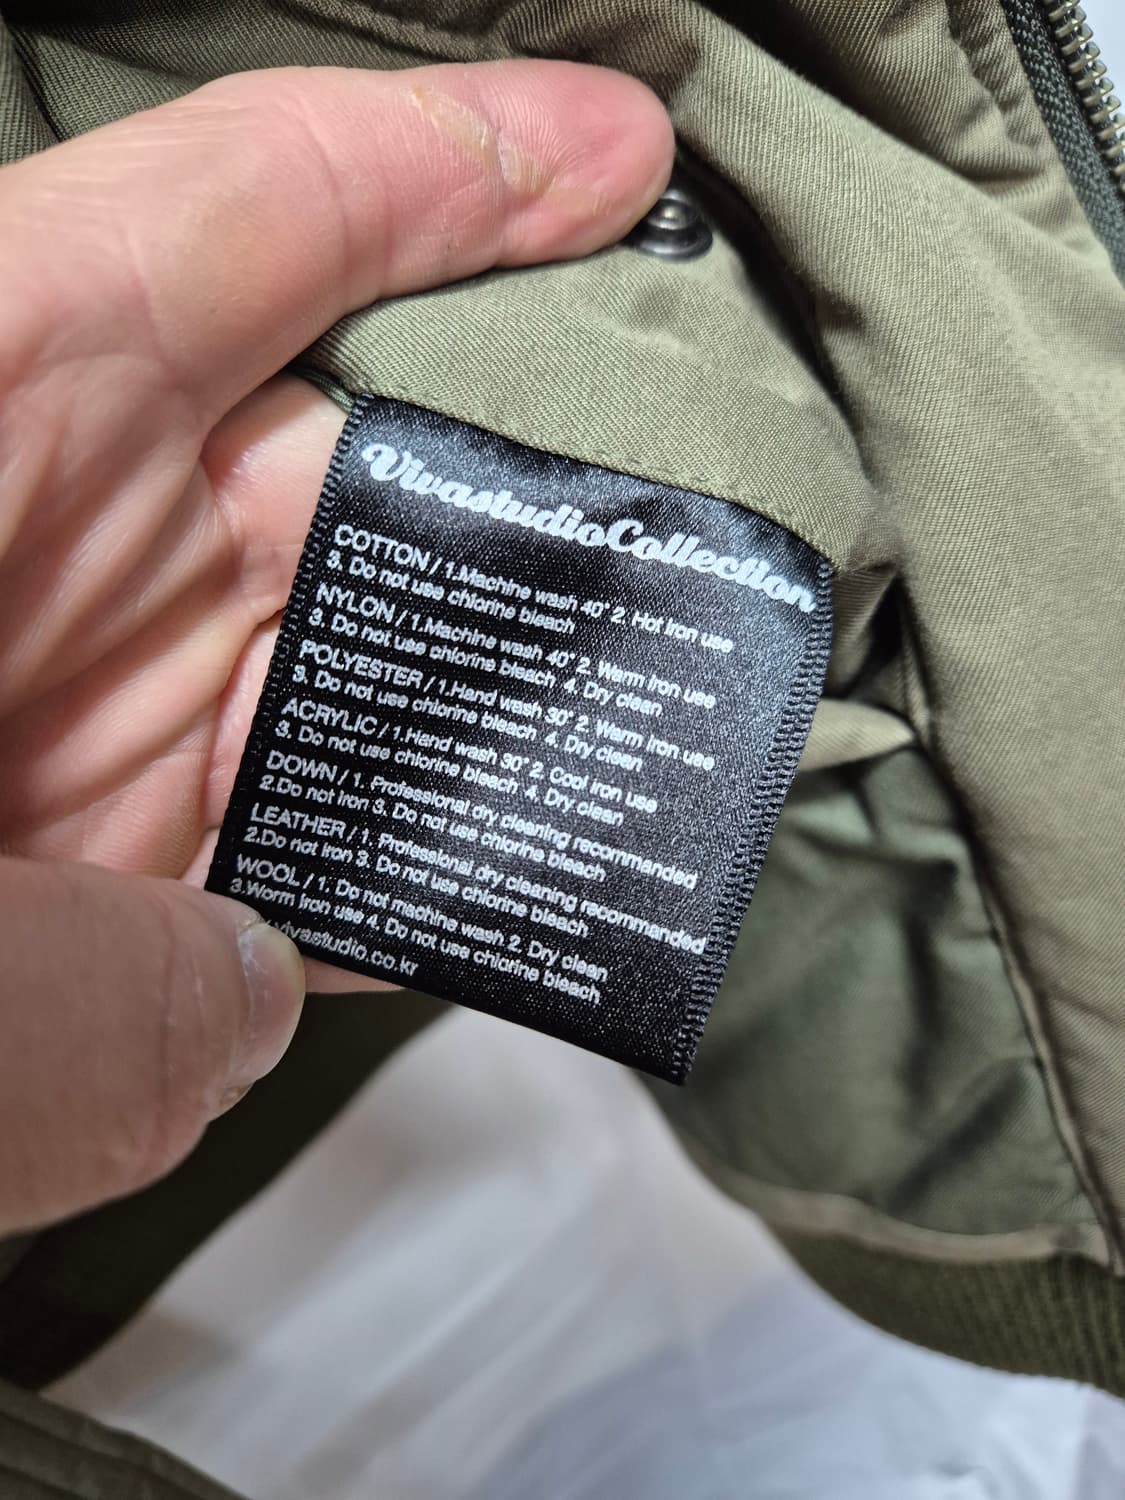 VivastudioCollection
COTTON / 1.Machine wash 40° 2. Hot iron use
3. Do not use chlorine bleach
NYLON / 1.Machine wash 40° 2. Warm iron use
3. Do not use chlorine bleach 4. Dry clean
POLYESTER / 1.Hand wash 30° 2. Warm iron use
3. Do not use chlorine bleach 4. Dry clean
ACRYLIC / 1.Hand wash 30° 2. Cool iron use
3. Do not use chlorine bleach 4. Dry clean
DOWN / 1. Professional dry cleaning recommended
2.Do not iron 3. Do not use chlorine bleach
LEATHER / 1. Professional dry cleaning recommended
2.Do not iron 3. Do not use chlorine bleach
WOOL / 1. Do not machine wash 2. Dry clean
3.Worm iron use 4. Do not use chlorine bleach
vivastudio.co.kr